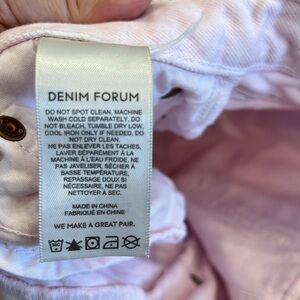 DENIM FORUM
DO NOT SPOT CLEAN, MACHINE
WASH COLD SEPARATELY, DO
NOT BLEACH, TUMBLE DRY LOW,
COOL IRON ONLY IF NEEDED, DO
NOT DRY CLEAN.
NE PAS ENLEVER LES TACHES,
LAVER SÉPARÉMENT À LA
MACHINE À L'EAU FROIDE, NE
PAS JAVELISER, SÉCHER À
BASSE TEMPÉRATURE,
REPASSAGE DOUX SI
NÉCESSAIRE, NE PAS
NETTOYER À SEC.
MADE IN CHINA
FABRIQUÉ EN CHINE
WE MAKE A GREAT PAIR.